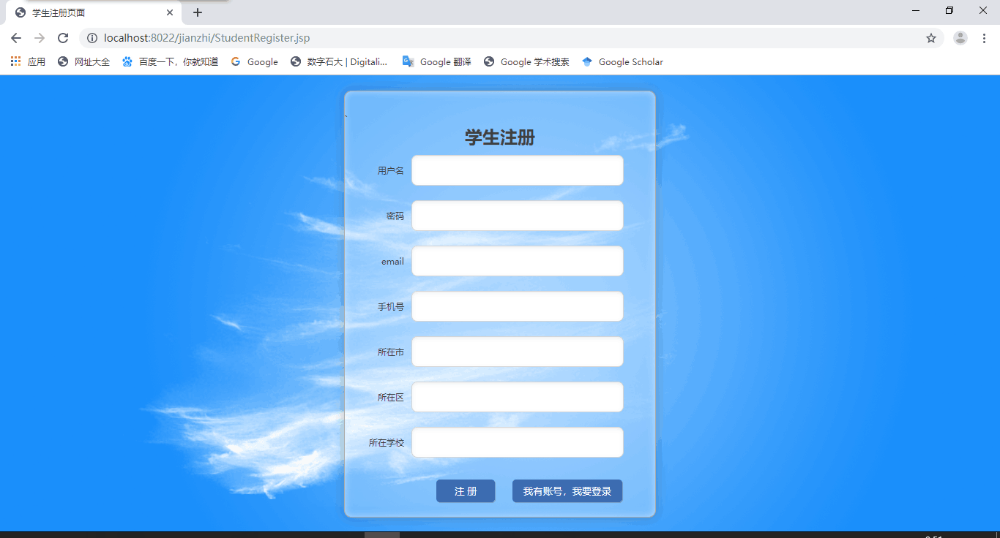 学生注册页面
localhost:8022/jianzhi/StudentRegister.jsp
应用 网址大全 百度一下，你就知道 Google 数字石大 | Digitali... Google 翻译 Google 学术搜索 Google Scholar
学生注册
用户名
密码
email
手机号
所在市
所在区
所在学校
注 册 我有账号，我要登录